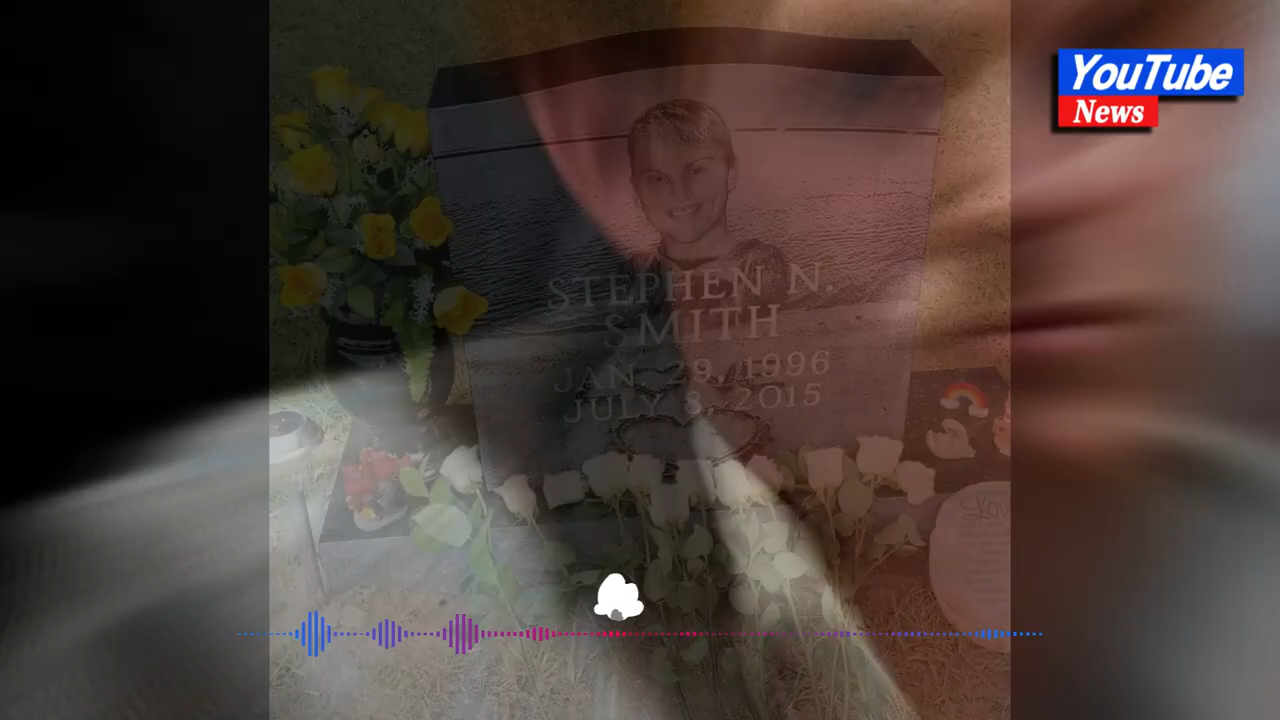 YouTube
News
STEPHEN N.
SMITH
JAN. 29, 1996
JULY 8, 2015